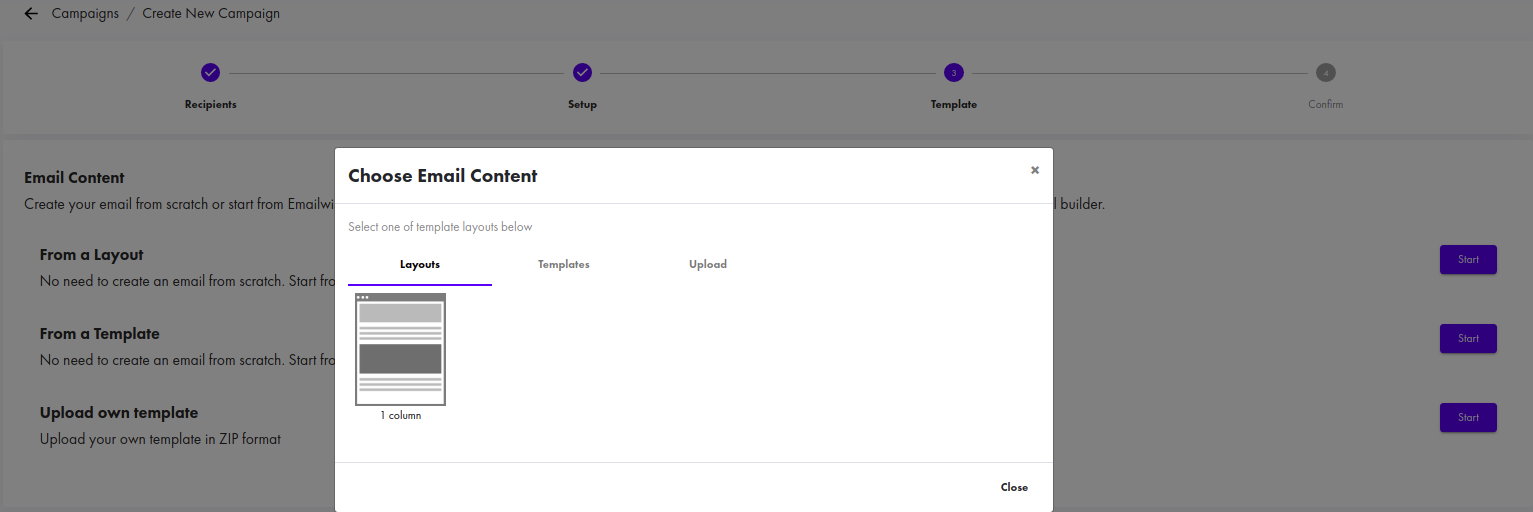 Campaigns / Create New Campaign
3
4
Recipients
Setup
Template
Confirm
Choose Email Content
Email Content
Create your email from scratch or start from Emailwi
builder.
Select one of template layouts below
Layouts
Templates
Upload
From a Layout
No need to create an email from scratch. Start fro
Start
From a Template
No need to create an email from scratch. Start fro
Start
1 column
Upload own template
Upload your own template in ZIP format
Start
Close